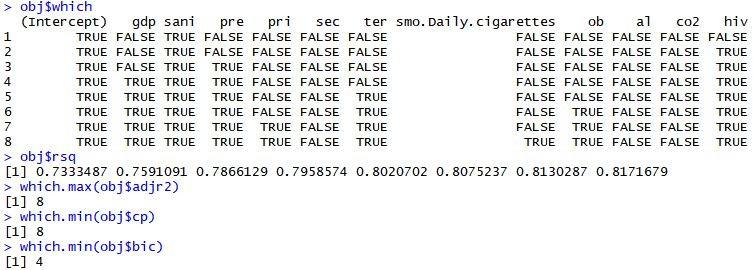 > obj$which
(Intercept) gdp sani pre pri sec ter smo.Daily.cigarettes ob al co2 hiv
1 TRUE FALSE TRUE FALSE FALSE FALSE FALSE FALSE FALSE FALSE FALSE FALSE
2 TRUE FALSE TRUE FALSE FALSE FALSE FALSE FALSE FALSE FALSE FALSE TRUE
3 TRUE FALSE TRUE TRUE FALSE FALSE FALSE FALSE FALSE FALSE FALSE TRUE
4 TRUE TRUE TRUE TRUE FALSE FALSE FALSE FALSE FALSE FALSE FALSE TRUE
5 TRUE TRUE TRUE TRUE FALSE FALSE TRUE FALSE FALSE FALSE FALSE TRUE
6 TRUE TRUE TRUE TRUE FALSE FALSE TRUE FALSE TRUE FALSE FALSE TRUE
7 TRUE TRUE TRUE TRUE TRUE FALSE TRUE FALSE TRUE FALSE FALSE TRUE
8 TRUE TRUE TRUE TRUE TRUE FALSE TRUE TRUE TRUE FALSE FALSE TRUE
> obj$rsq
[1] 0.7333487 0.7591091 0.7866129 0.7958574 0.8020702 0.8075237 0.8130287 0.8171679
> which.max(obj$adjr2)
[1] 8
> which.min(obj$cp)
[1] 8
> which.min(obj$bic)
[1] 4